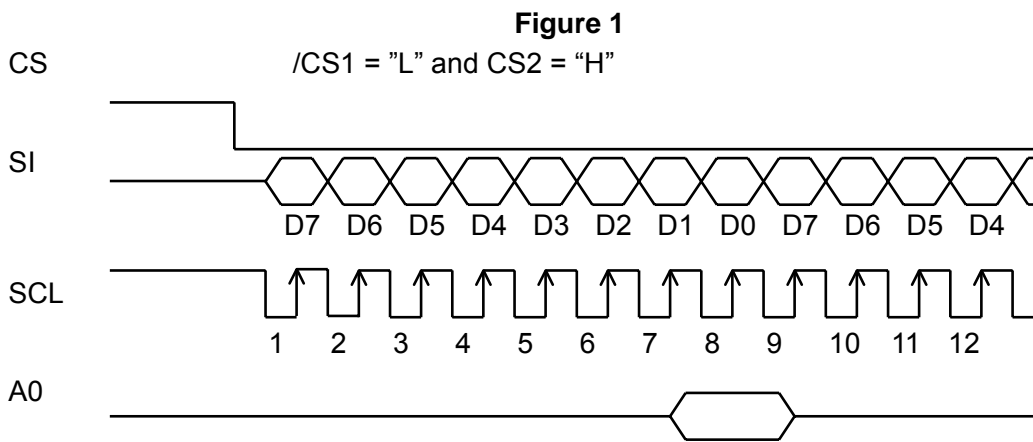 Figure 1
CS /CS1 = ”L” and CS2 = “H”
SI
D7 D6 D5 D4 D3 D2 D1 D0 D7 D6 D5 D4
SCL
1 2 3 4 5 6 7 8 9 10 11 12
A0